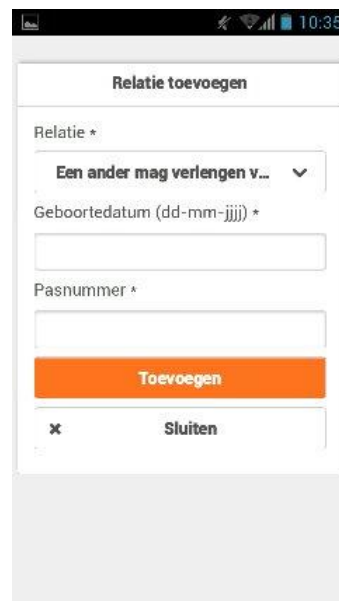 10:35
Relatie toevoegen
Relatie *
Een ander mag verlengen v...
Geboortedatum (dd-mm-jjjj) *
Pasnummer *
Toevoegen
× Sluiten